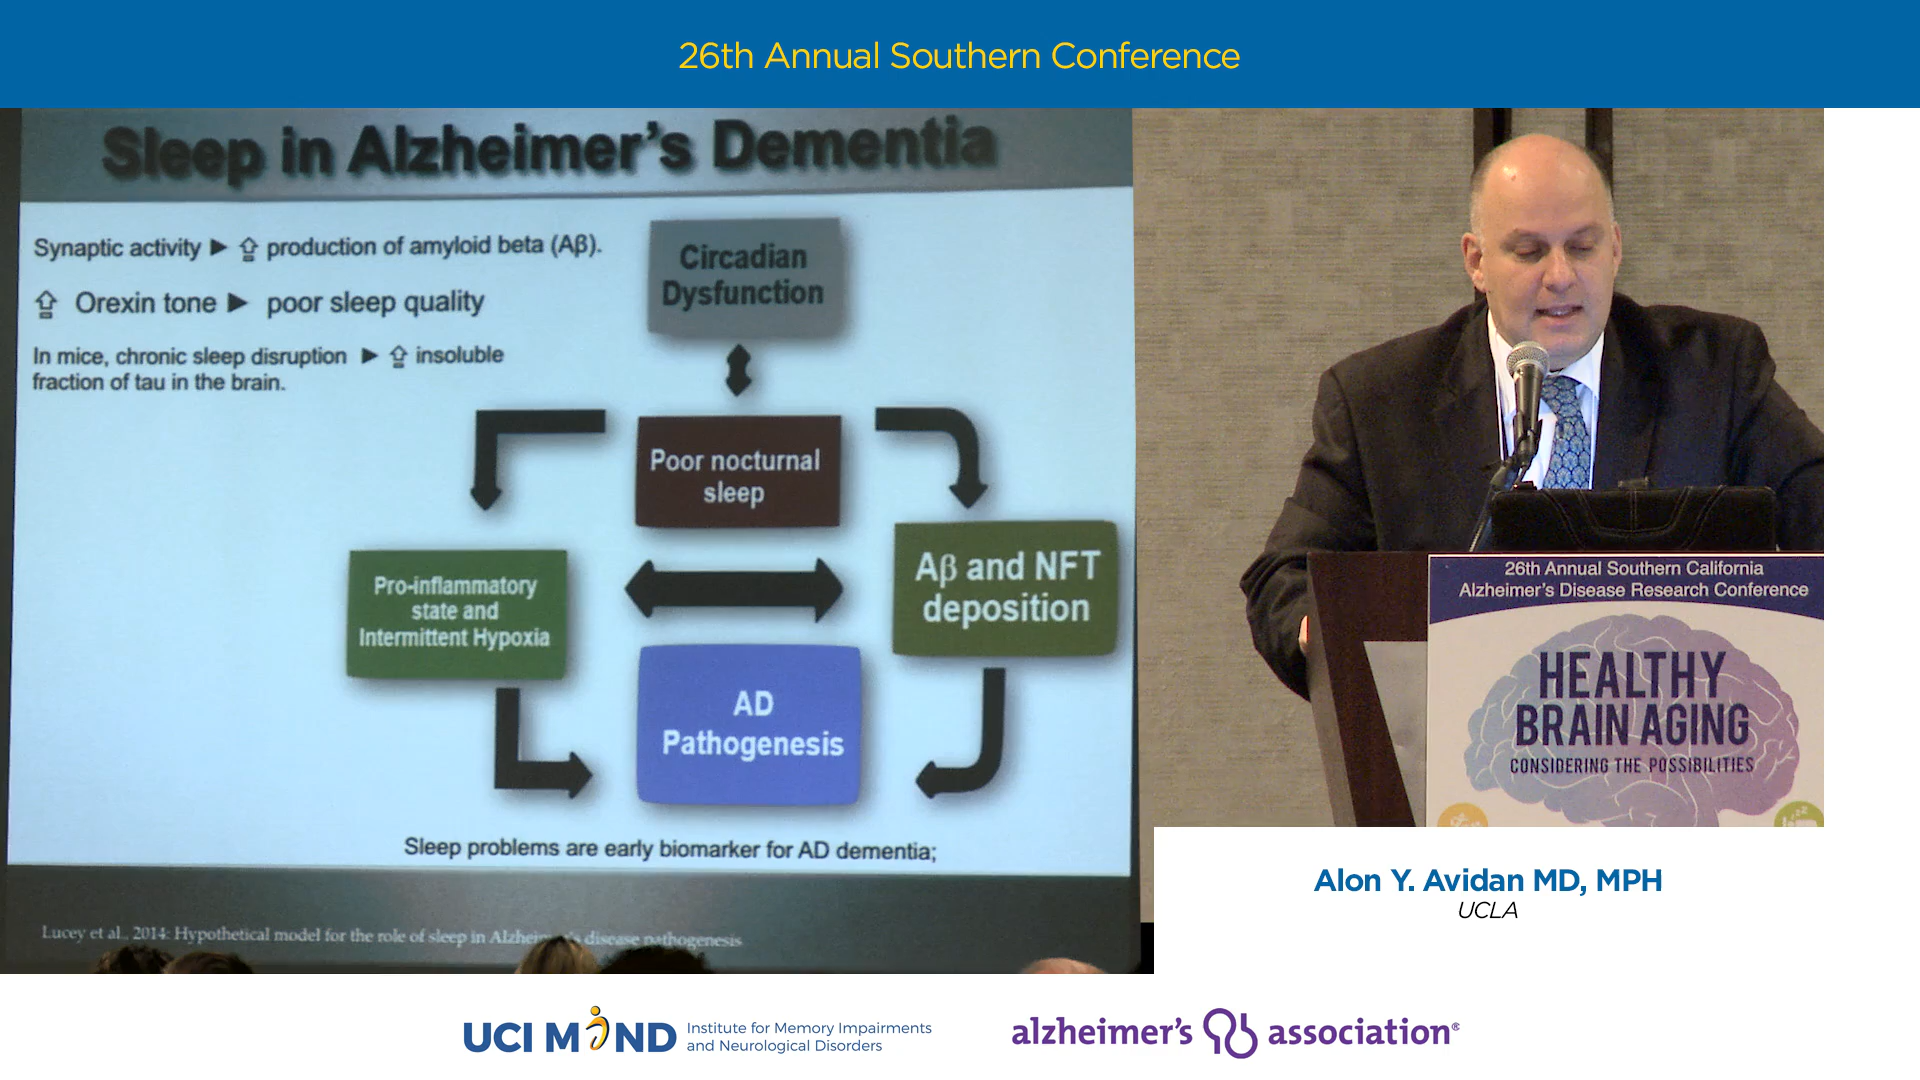 26th Annual Southern Conference
Sleep in Alzheimer's Dementia
Synaptic activity ► ⇪ production of amyloid beta (Aβ).
⇪ Orexin tone ► poor sleep quality
In mice, chronic sleep disruption ► ⇪ insoluble
fraction of tau in the brain.
Circadian
Dysfunction
Poor nocturnal
sleep
Pro-inflammatory
state and
Intermittent Hypoxia
Aβ and NFT
deposition
AD
Pathogenesis
Sleep problems are early biomarker for AD dementia;
Lucey et al., 2014: Hypothetical model for the role of sleep in Alzheimer's disease pathogenesis
26th Annual Southern California
Alzheimer's Disease Research Conference
HEALTHY
BRAIN AGING
CONSIDERING THE POSSIBILITIES
Alon Y. Avidan MD, MPH
UCLA
UCI MIND
Institute for Memory Impairments
and Neurological Disorders
alzheimer's association®